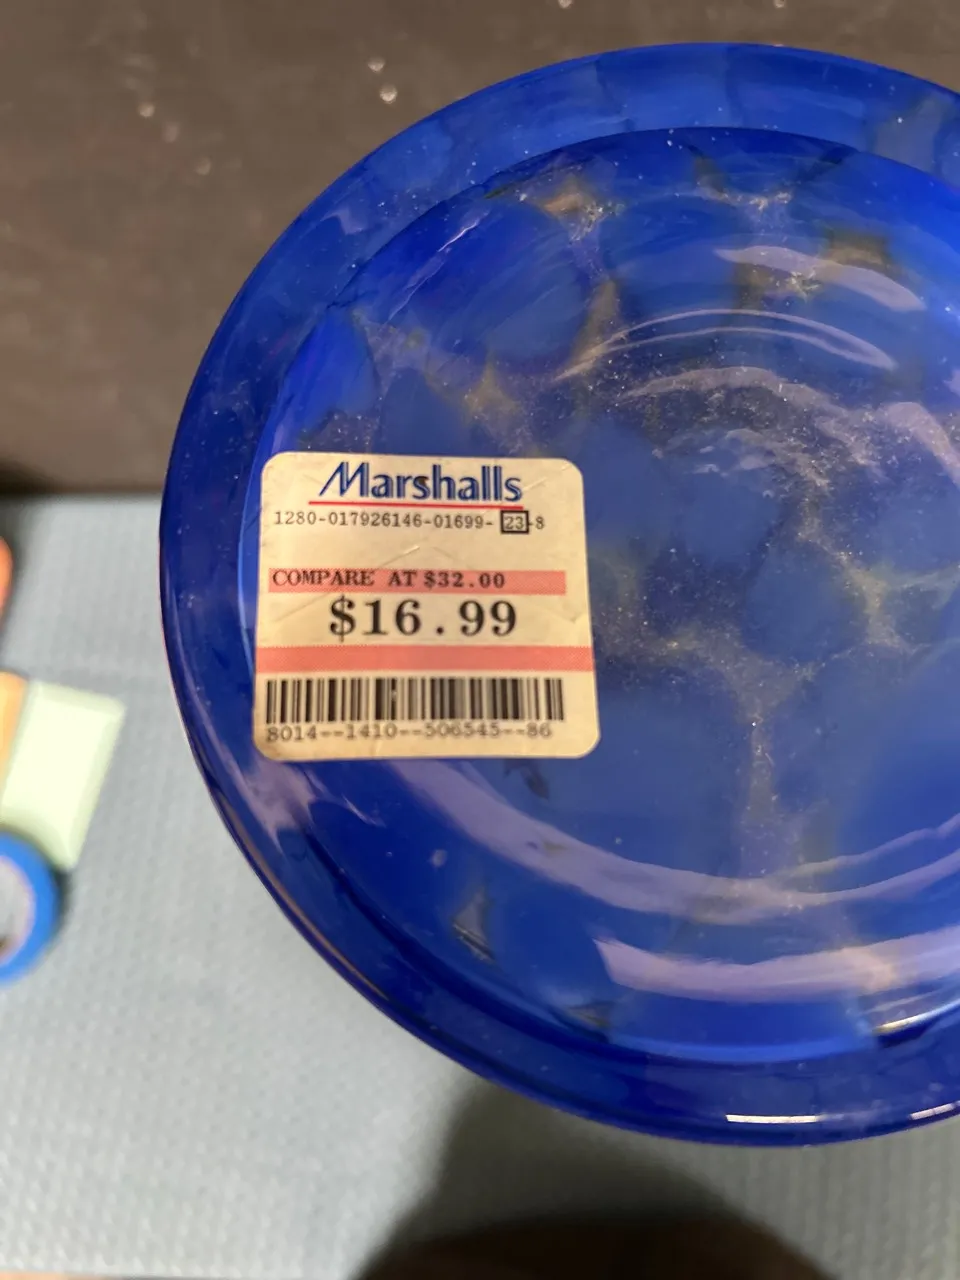 Marshalls
1280-017926146-01699- 23-8
COMPARE AT $32.00
$16.99
8014--1410--506545--86